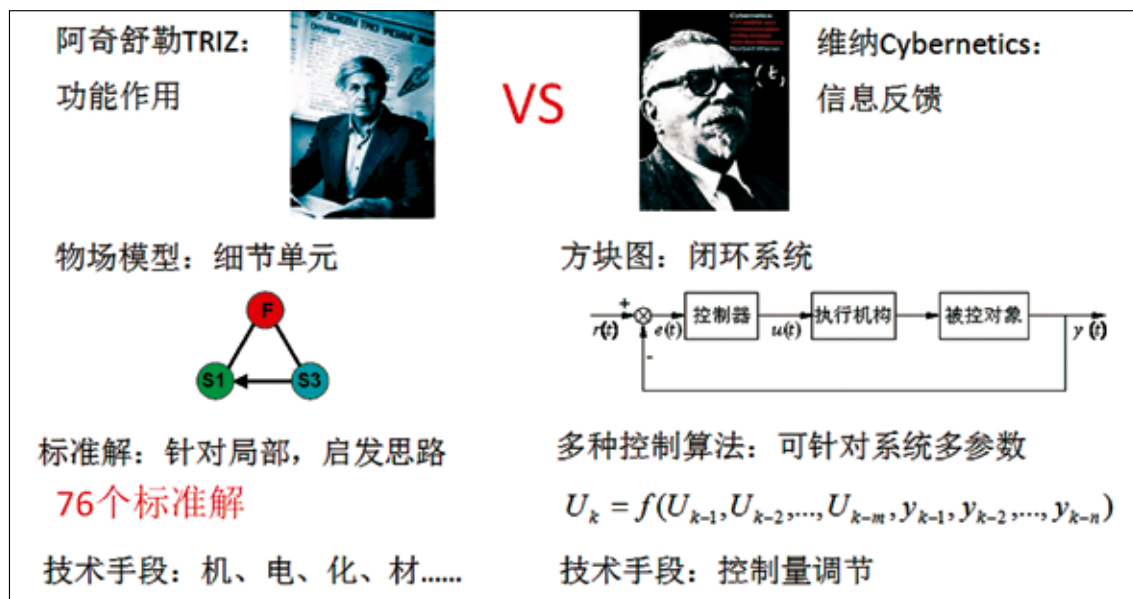 阿奇舒勒TRIZ：
功能作用
VS
维纳Cybernetics：
信息反馈
物场模型：细节单元
F
S1
S3
方块图：闭环系统
r(t)
+
-
e(t)
控制器
u(t)
执行机构
被控对象
y(t)
标准解：针对局部，启发思路
76个标准解
技术手段：机、电、化、材......
多种控制算法：可针对系统多参数
U_k = f(U_{k-1}, U_{k-2}, ..., U_{k-m}, y_{k-1}, y_{k-2}, ..., y_{k-n})
技术手段：控制量调节